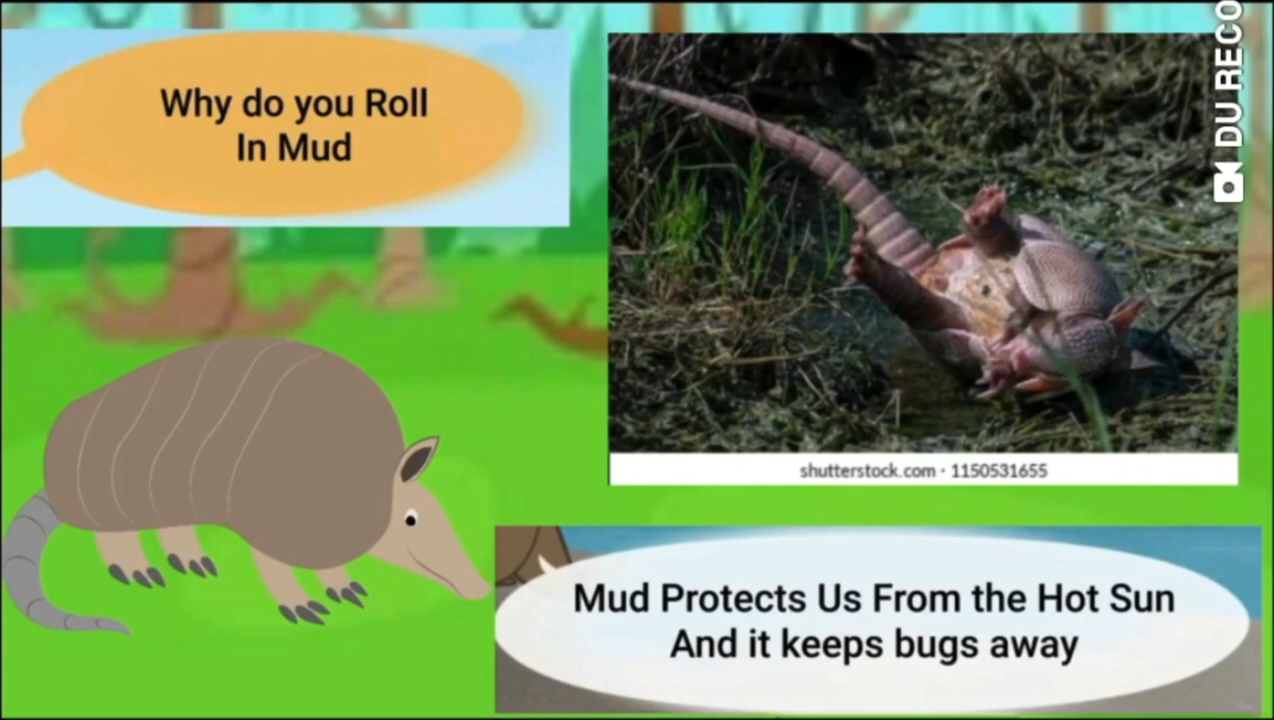 Why do you Roll
In Mud
DU RECO
shutterstock.com · 1150531655
Mud Protects Us From the Hot Sun
And it keeps bugs away